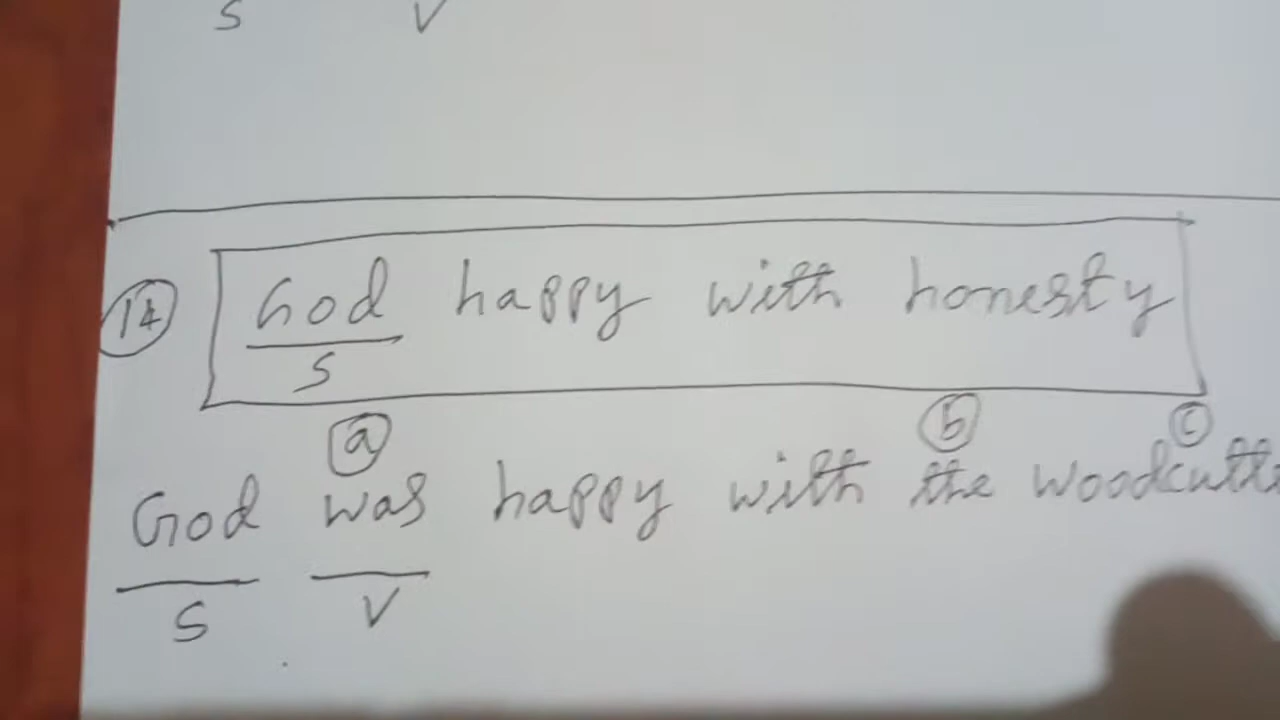 S V
14 God happy with honesty
S
a b c
God was happy with the
S V